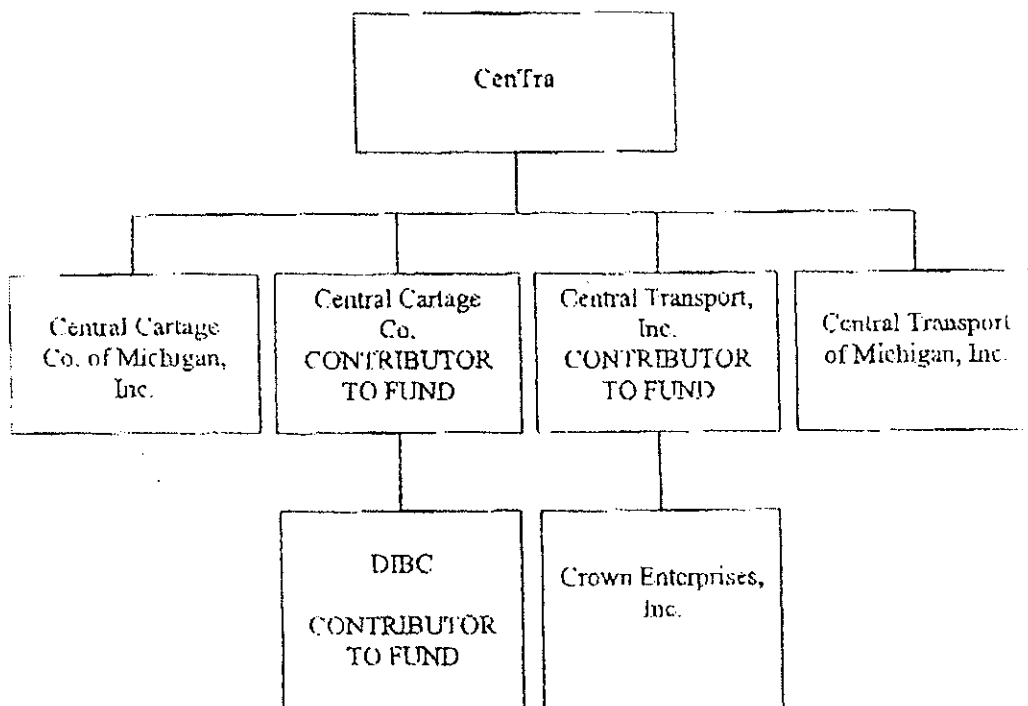 CenTra
Central Cartage
Co. of Michigan,
Inc.
Central Cartage
Co.
CONTRIBUTOR
TO FUND
Central Transport,
Inc.
CONTRIBUTOR
TO FUND
Central Transport
of Michigan, Inc.
DIBC
CONTRIBUTOR
TO FUND
Crown Enterprises,
Inc.